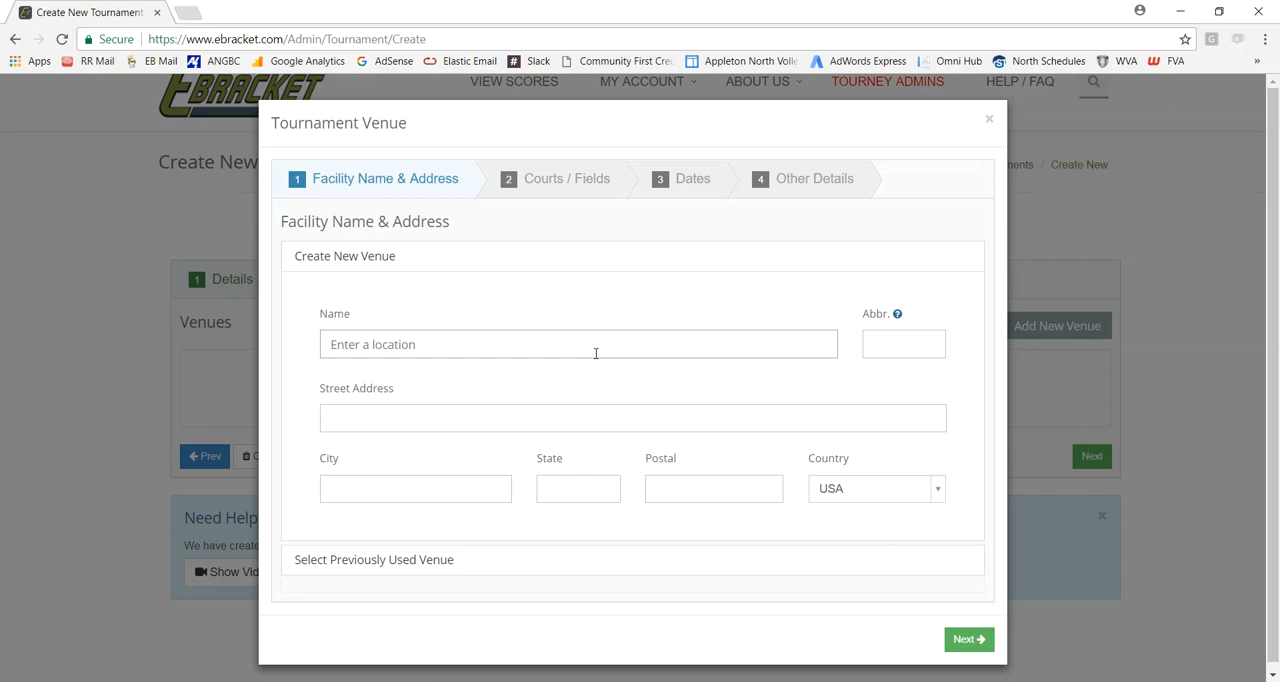 Create New Tournament
Secure https://www.ebracket.com/Admin/Tournament/Create
Apps RR Mail EB Mail ANGBC Google Analytics AdSense Elastic Email Slack Community First Cre Appleton North Volle AdWords Express Omni Hub North Schedules WVA FVA »
EBRACKET VIEW SCORES MY ACCOUNT ABOUT US TOURNEY ADMINS HELP / FAQ
Create New
/ Create New
Tournament Venue
1 Facility Name & Address 2 Courts / Fields 3 Dates 4 Other Details
Facility Name & Address
Create New Venue
1 Details
Name Abbr.
Venues
Add New Venue
Enter a location
Street Address
City State Postal Country
Prev
Next
USA
Need Help
We have create
Select Previously Used Venue
Show Vid
Next